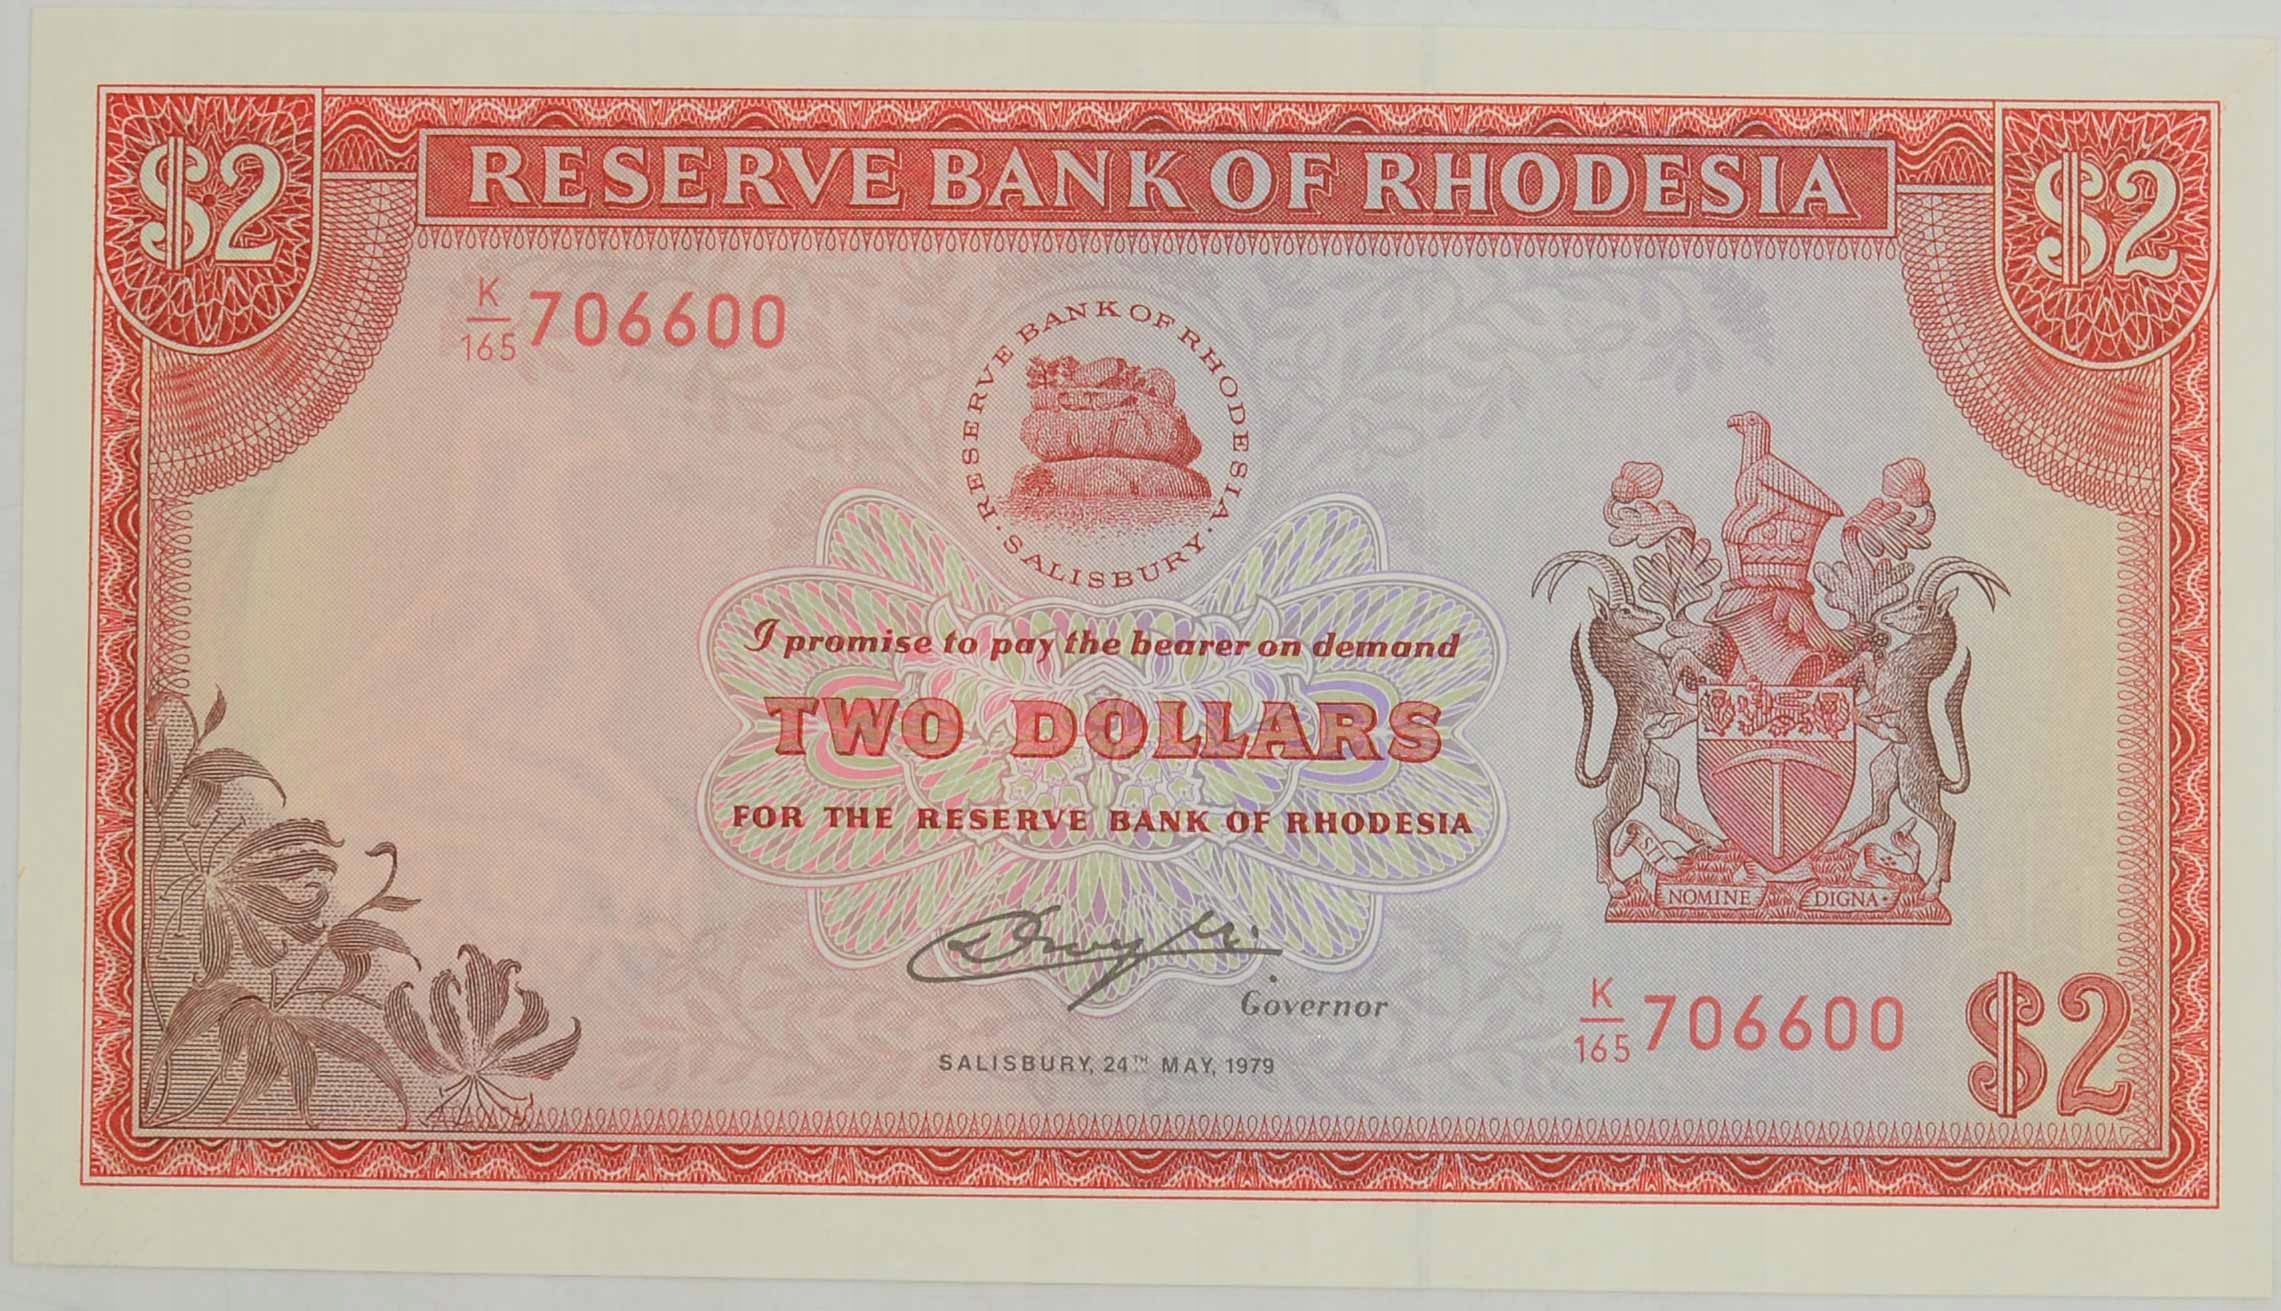 $2
RESERVE BANK OF RHODESIA
$2
K/165 706600
RESERVE BANK OF RHODESIA
· SALISBURY ·
I promise to pay the bearer on demand
TWO DOLLARS
FOR THE RESERVE BANK OF RHODESIA
SIT
NOMINE DIGNA
Governor
K/165 706600
$2
SALISBURY, 24TH MAY, 1979